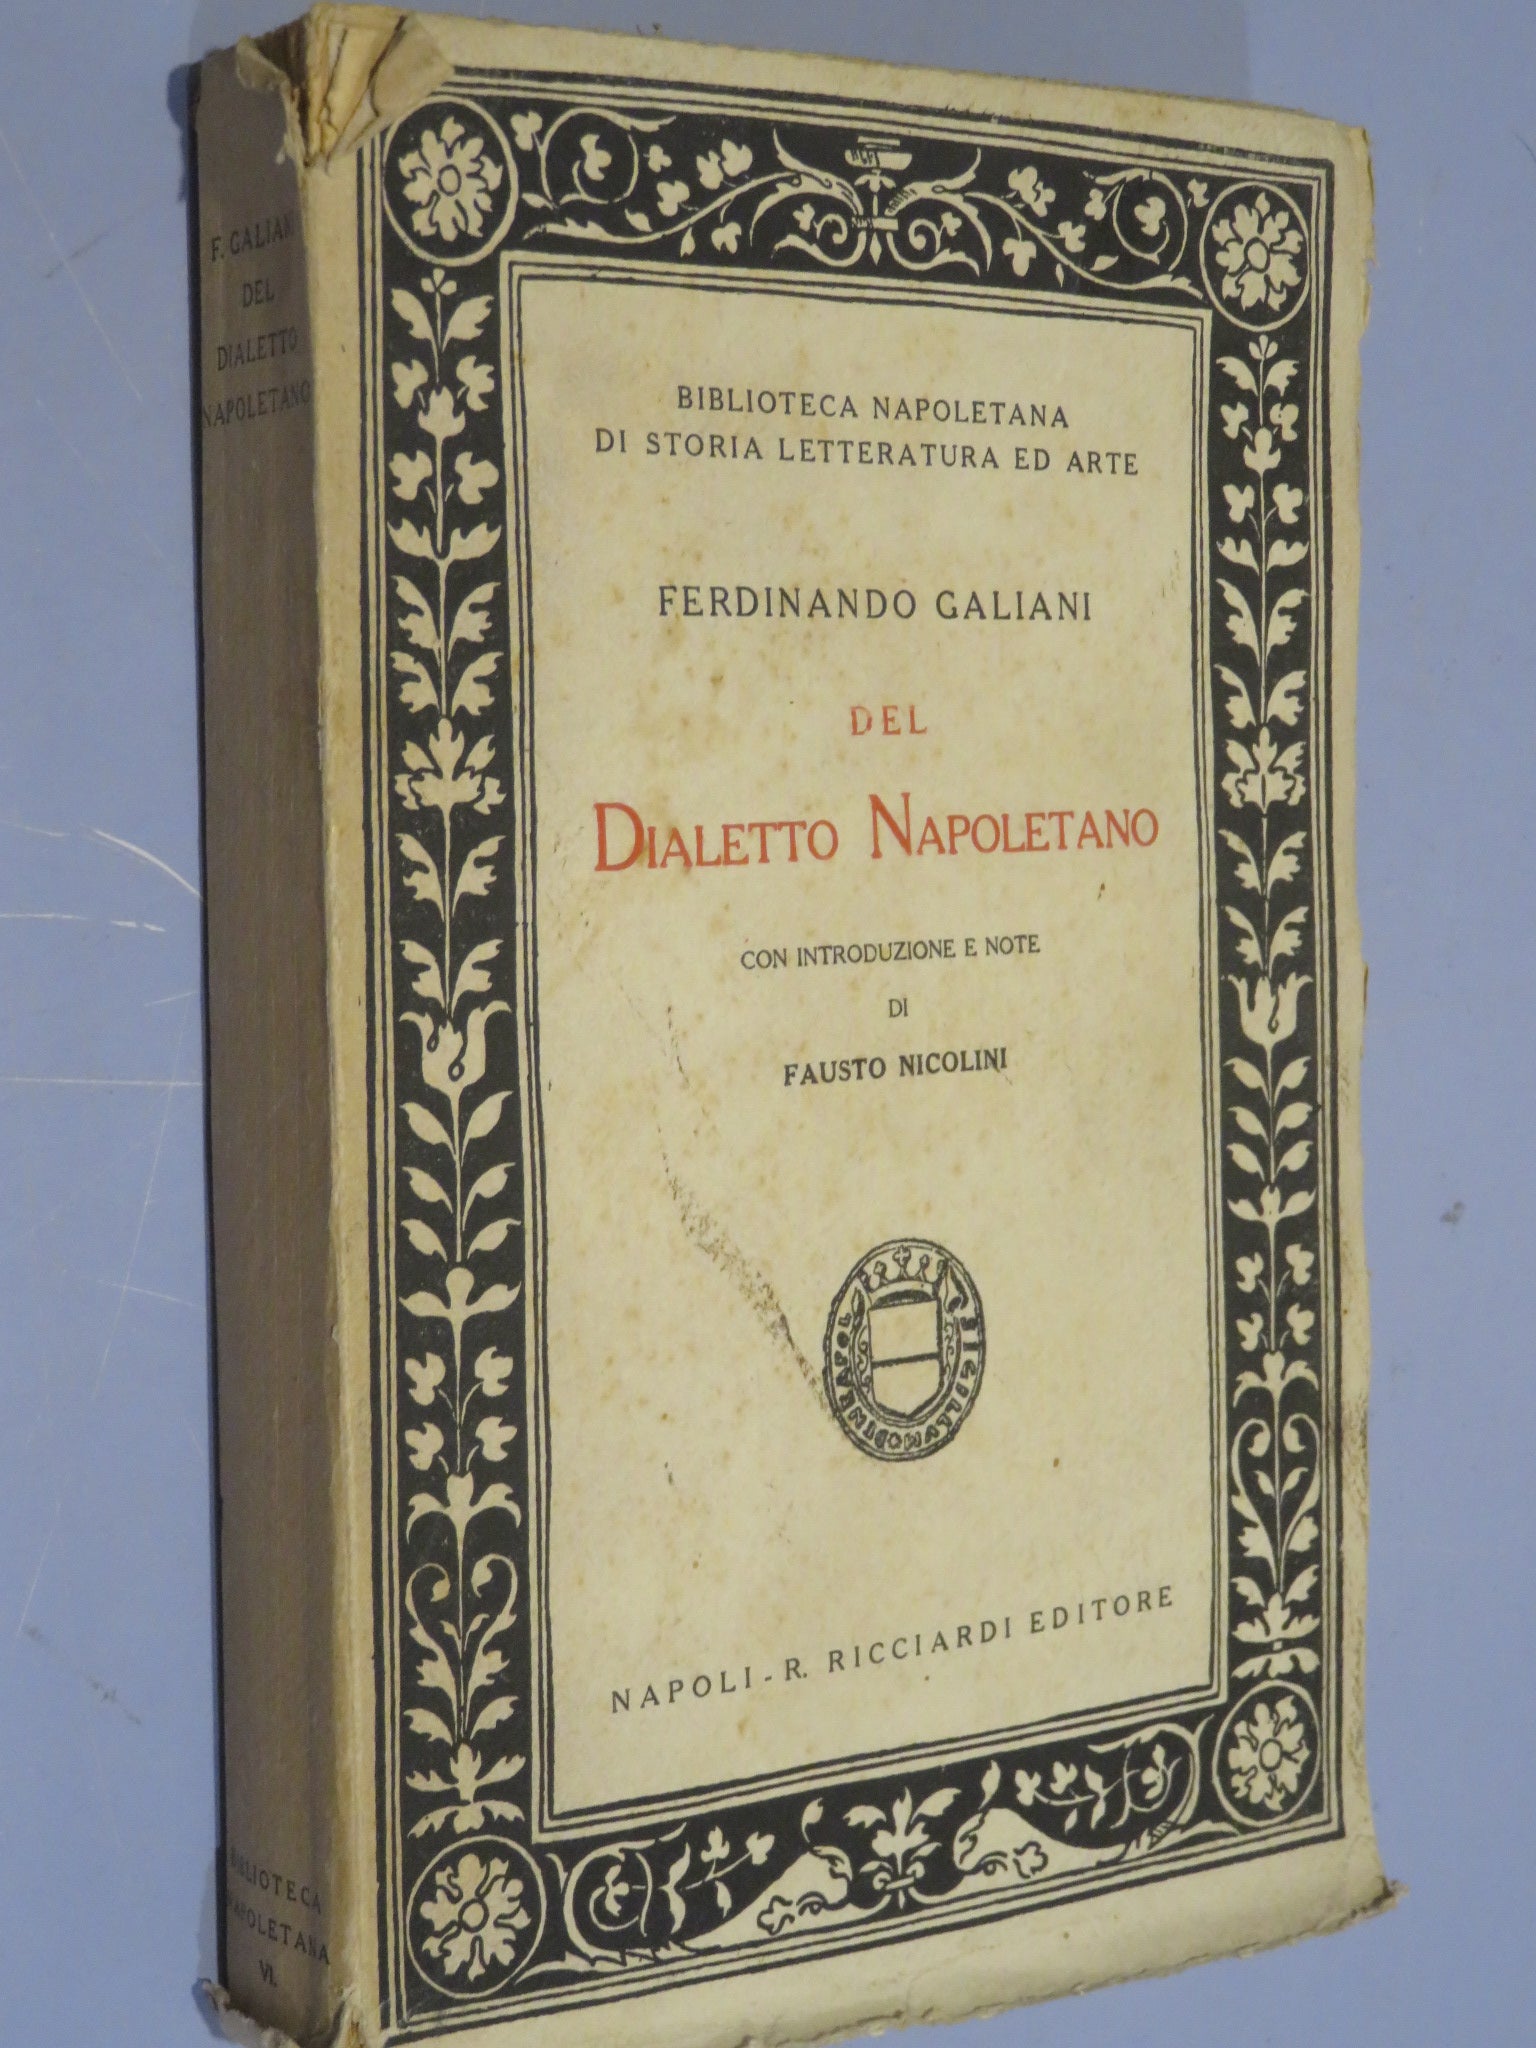 F. GALIANI
DEL
DIALETTO
NAPOLETANO
BIBLIOTECA
NAPOLETANA
VI.
BIBLIOTECA NAPOLETANA
DI STORIA LETTERATURA ED ARTE
FERDINANDO GALIANI
DEL
DIALETTO NAPOLETANO
CON INTRODUZIONE E NOTE
DI
FAUSTO NICOLINI
NAPOLI - R. RICCIARDI EDITORE